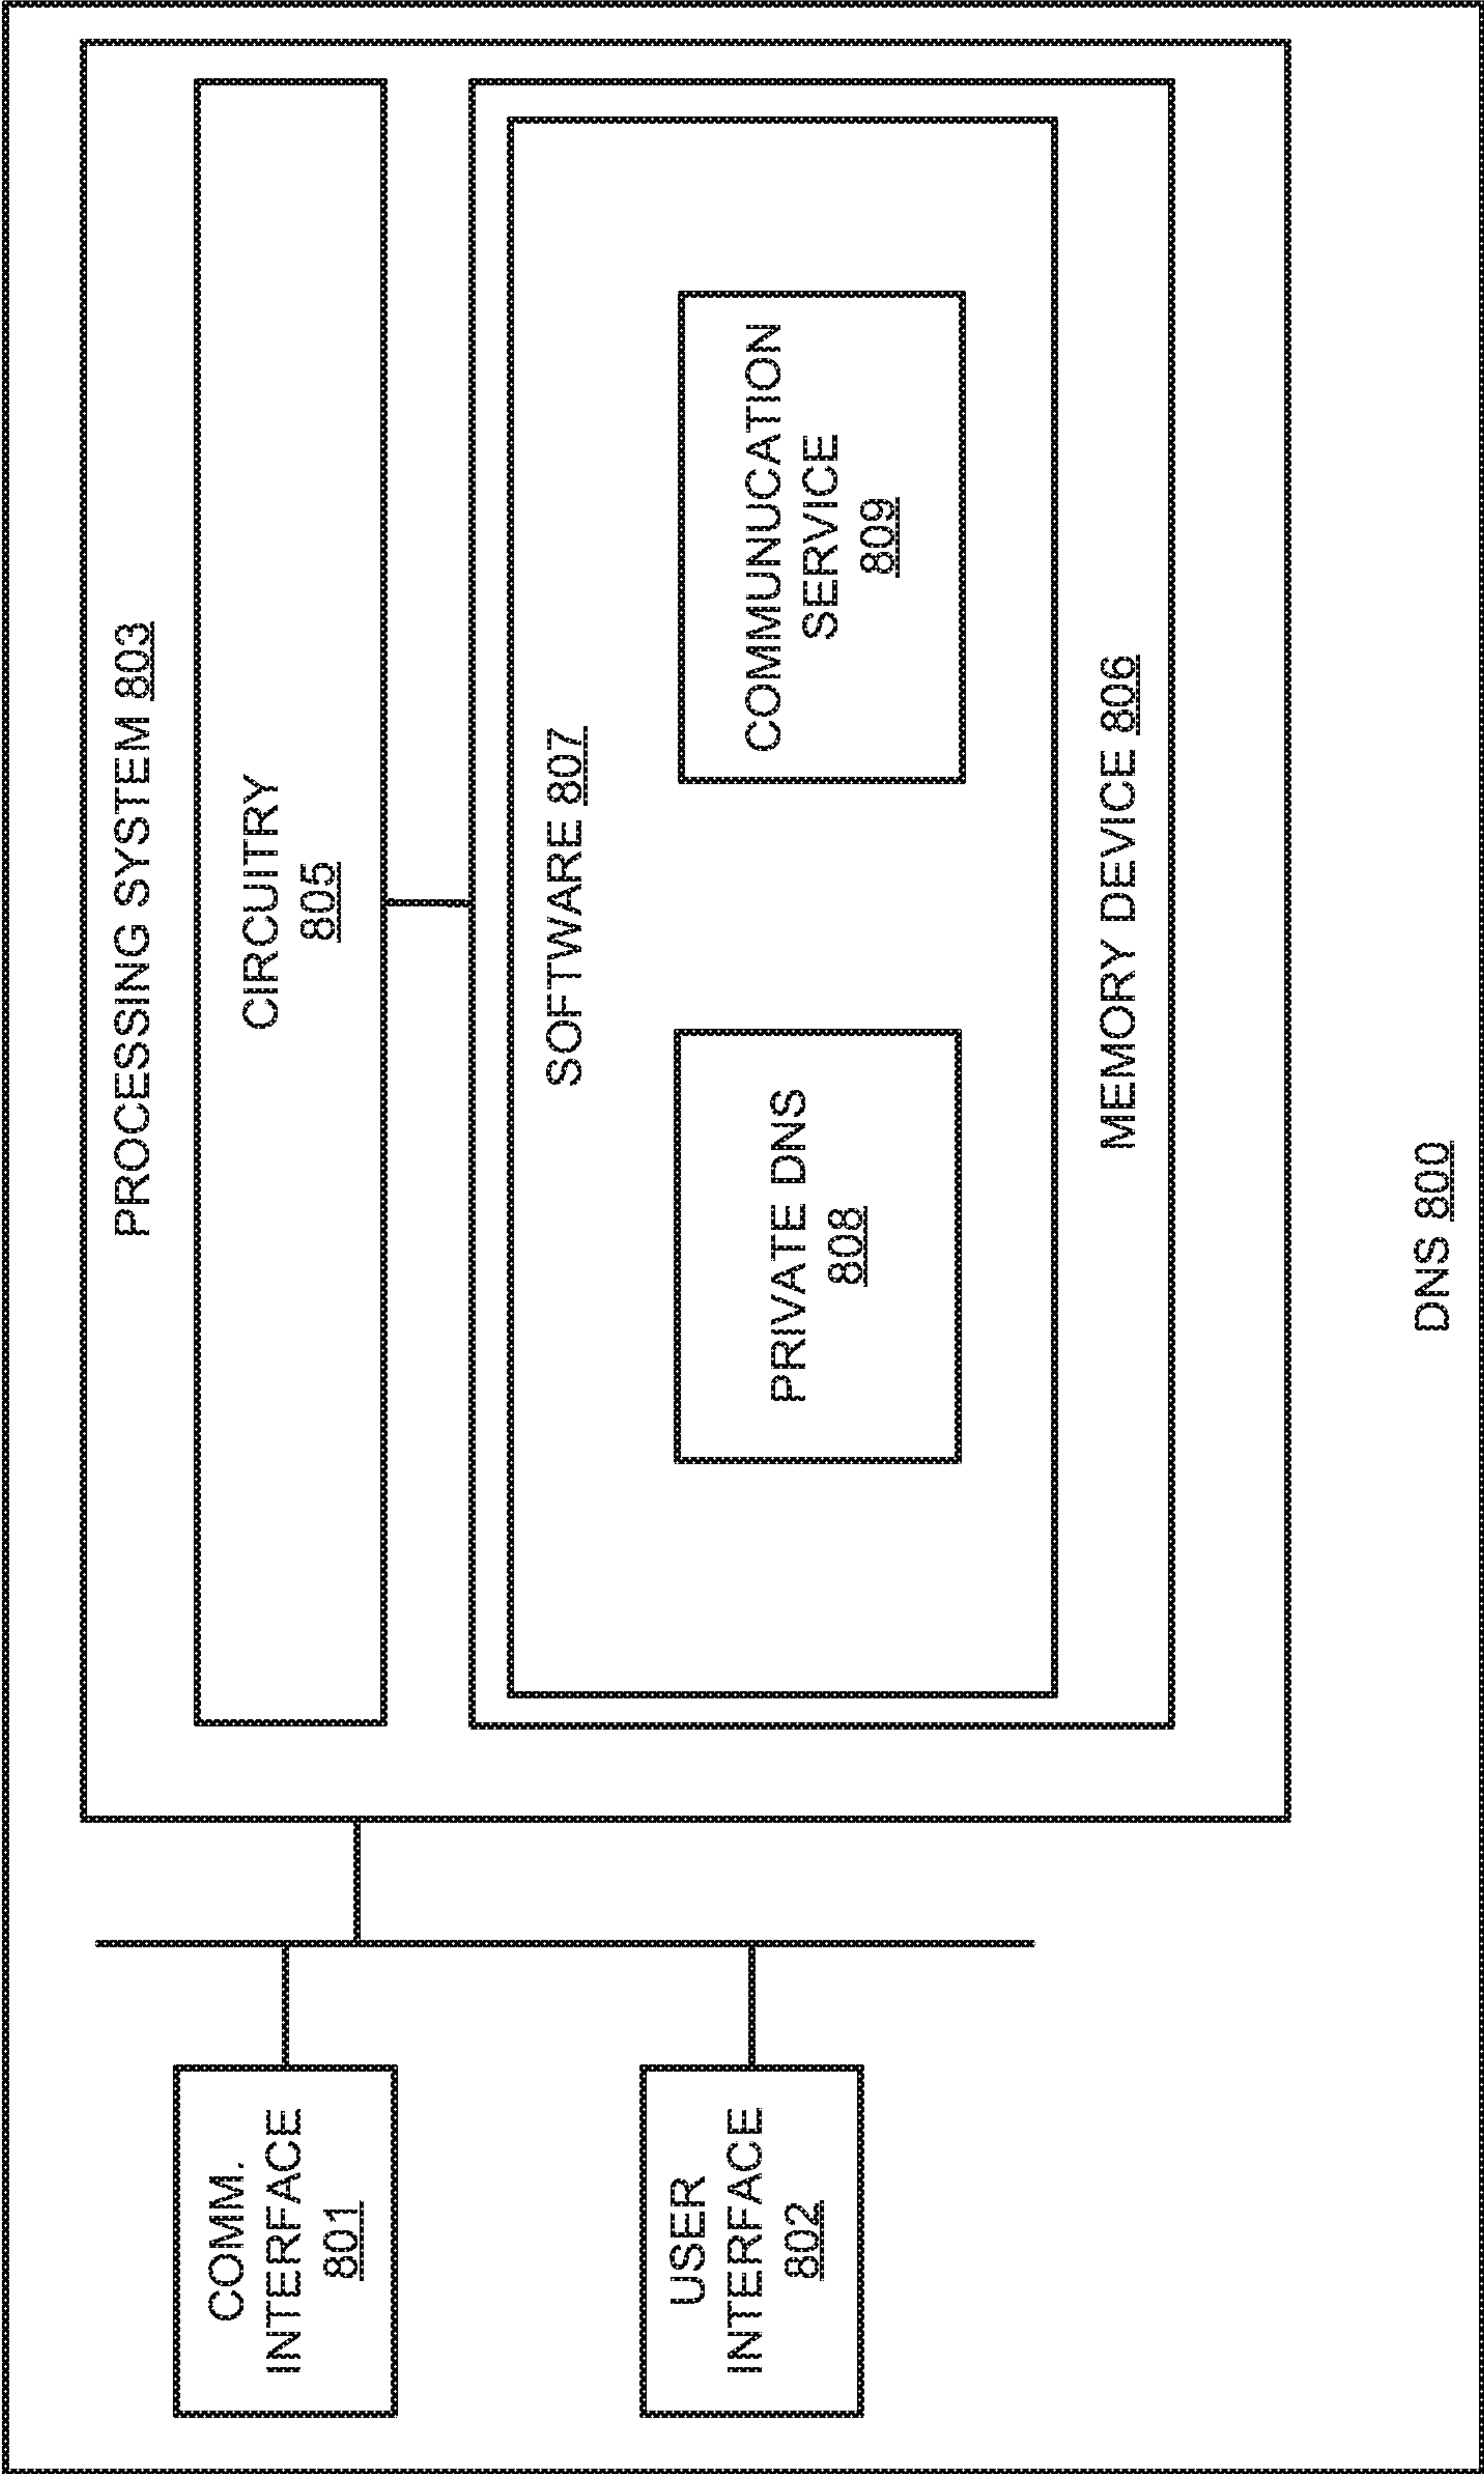 PROCESSING SYSTEM 803
CIRCUITRY
805
COMM.
INTERFACE
801
SOFTWARE 807
USER
INTERFACE
802
PRIVATE DNS
808
COMMUNUCATION
SERVICE
809
MEMORY DEVICE 806
DNS 800